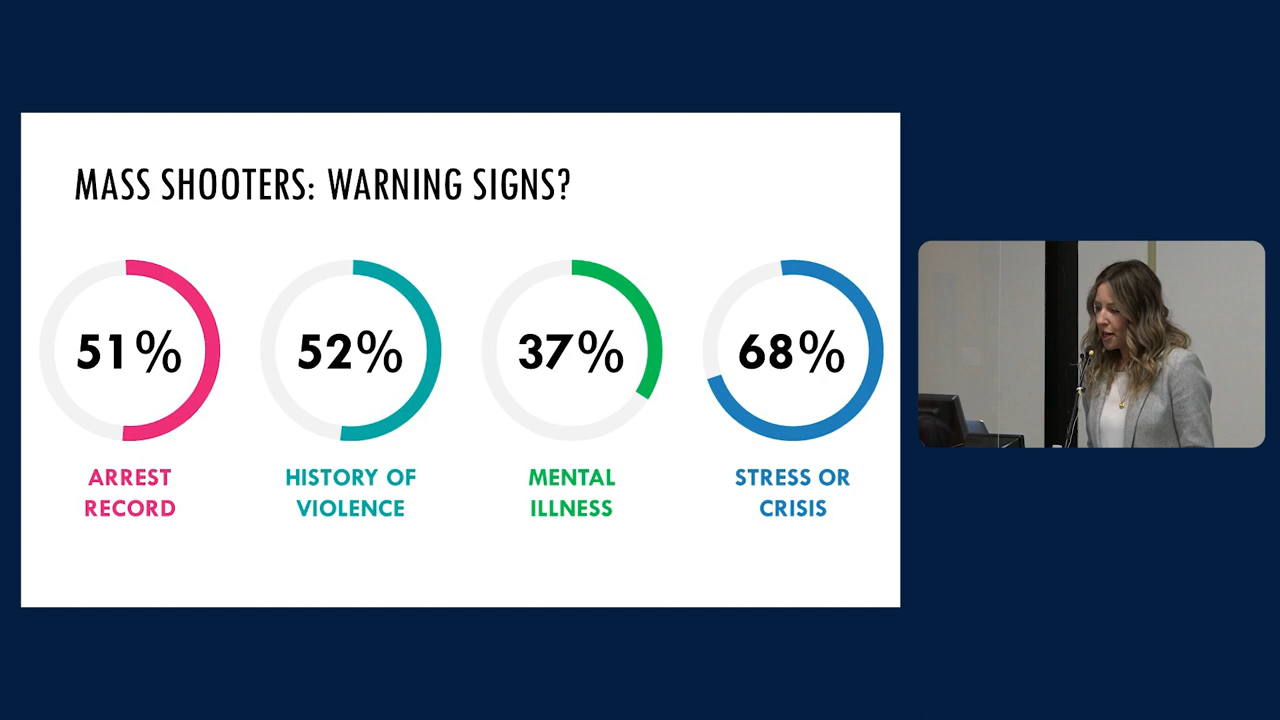 MASS SHOOTERS: WARNING SIGNS?
51%
52%
37%
68%
ARREST
RECORD
HISTORY OF
VIOLENCE
MENTAL
ILLNESS
STRESS OR
CRISIS